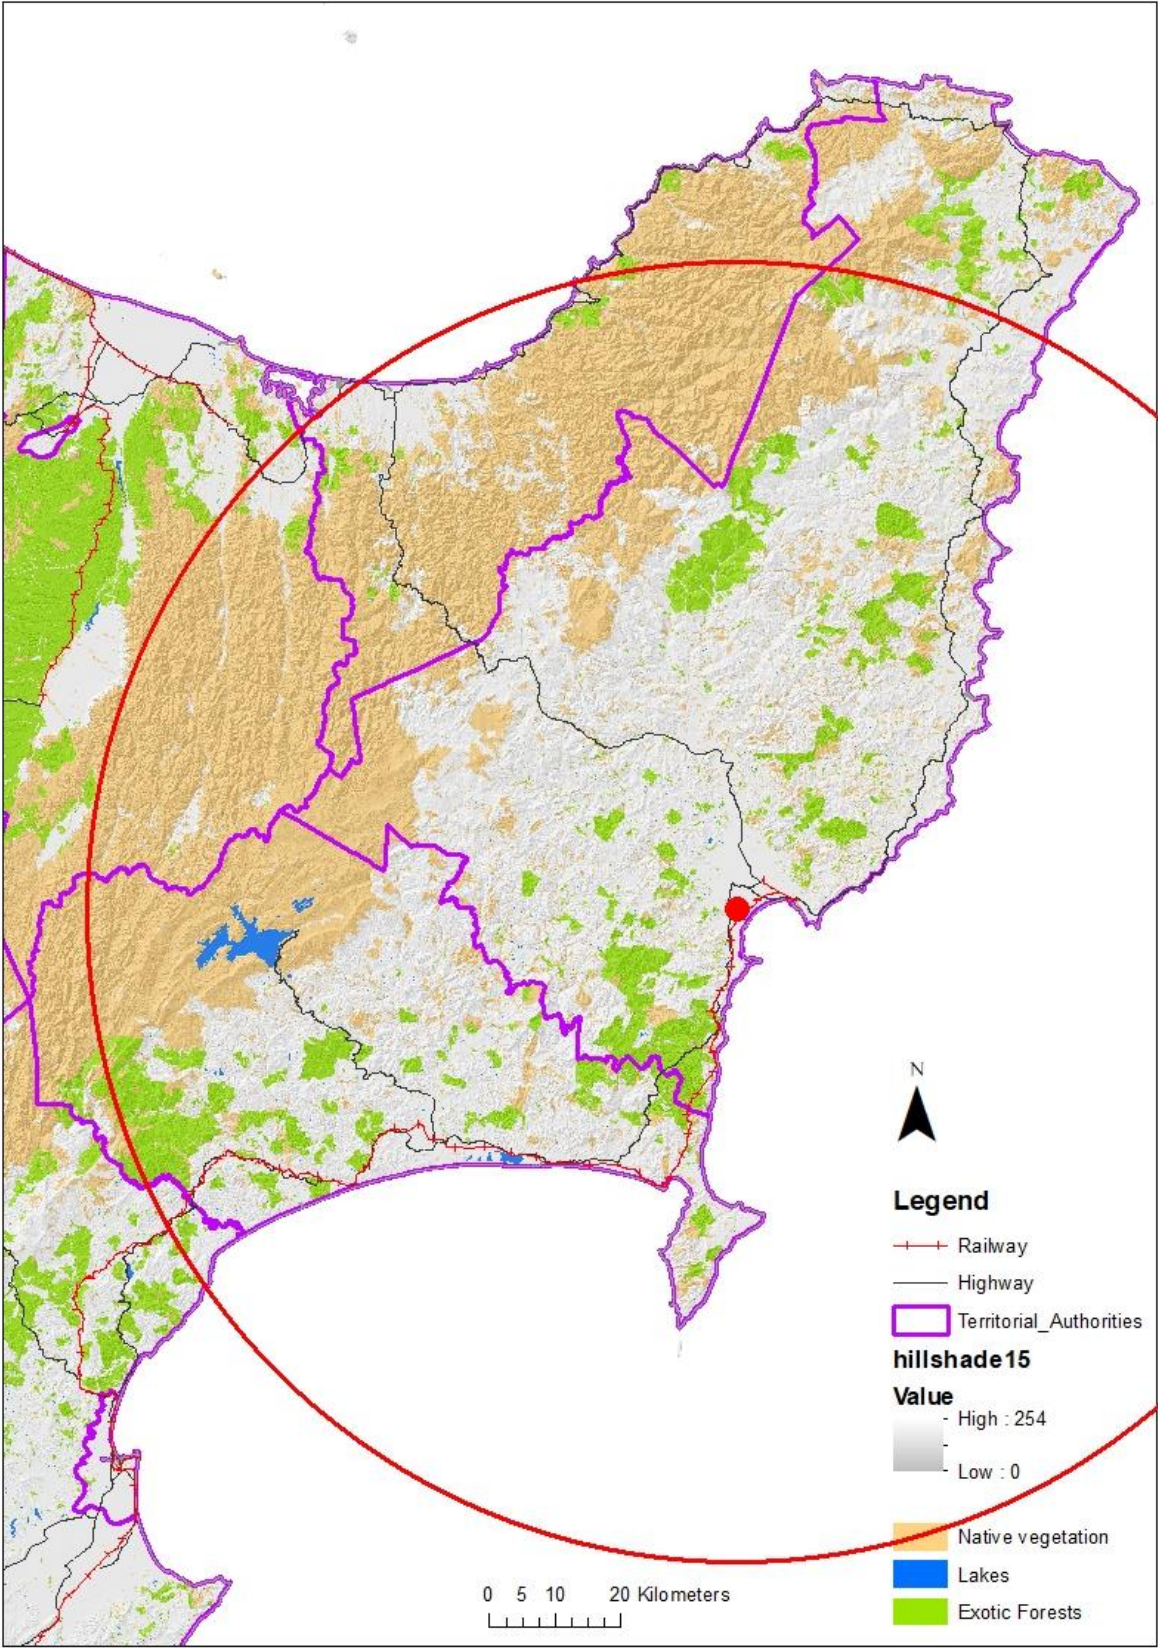 N
Legend
Railway
Highway
Territorial_Authorities
hillshade15
Value
High : 254
Low : 0
Native vegetation
Lakes
Exotic Forests
0 5 10 20 Kilometers